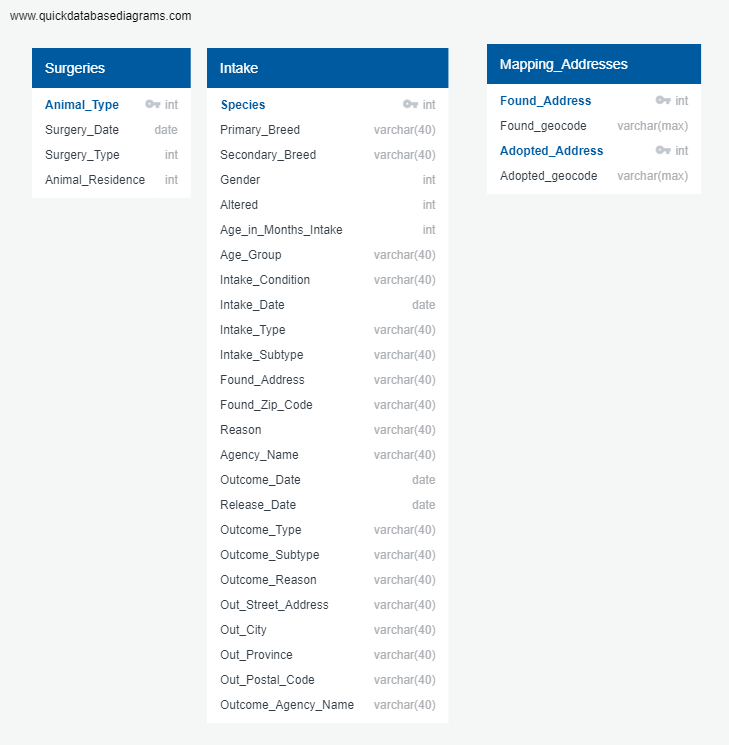 www.quickdatabasediagrams.com
Surgeries
Animal_Type int
Surgery_Date date
Surgery_Type int
Animal_Residence int
Intake
Species int
Primary_Breed varchar(40)
Secondary_Breed varchar(40)
Gender int
Altered int
Age_in_Months_Intake int
Age_Group varchar(40)
Intake_Condition varchar(40)
Intake_Date date
Intake_Type varchar(40)
Intake_Subtype varchar(40)
Found_Address varchar(40)
Found_Zip_Code varchar(40)
Reason varchar(40)
Agency_Name varchar(40)
Outcome_Date date
Release_Date date
Outcome_Type varchar(40)
Outcome_Subtype varchar(40)
Outcome_Reason varchar(40)
Out_Street_Address varchar(40)
Out_City varchar(40)
Out_Province varchar(40)
Out_Postal_Code varchar(40)
Outcome_Agency_Name varchar(40)
Mapping_Addresses
Found_Address int
Found_geocode varchar(max)
Adopted_Address int
Adopted_geocode varchar(max)